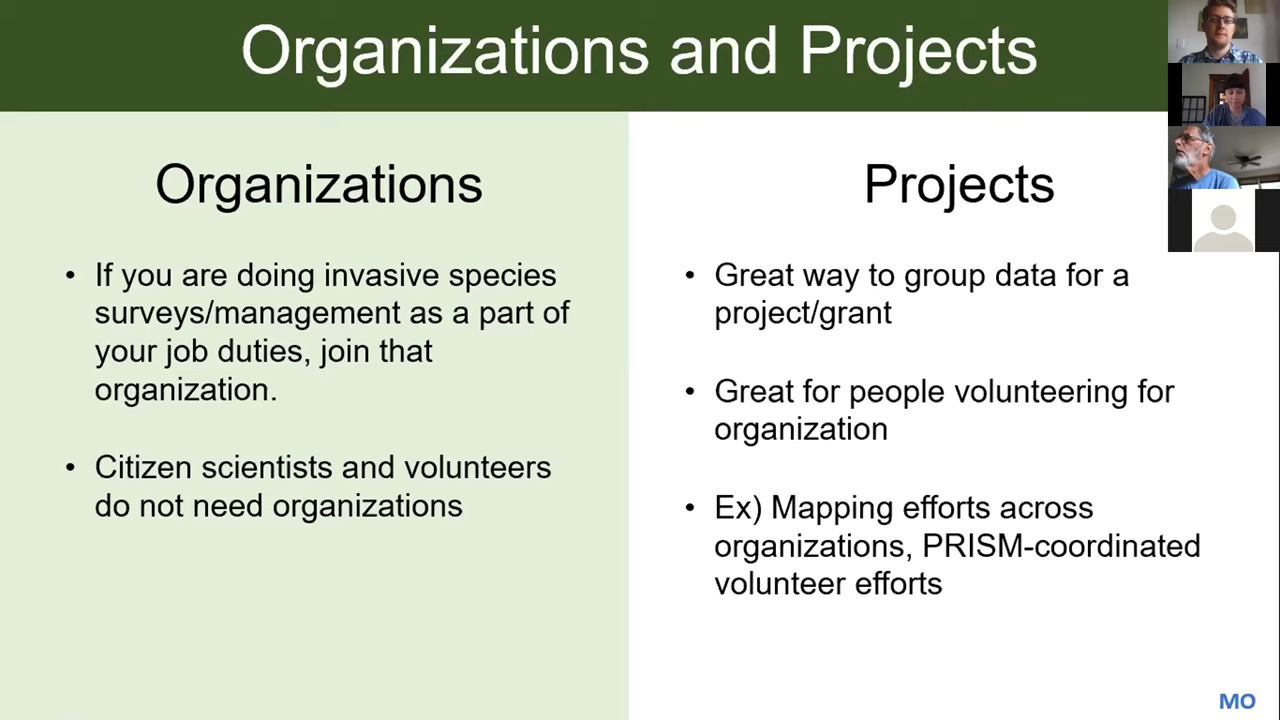 Organizations and Projects
Organizations
• If you are doing invasive species
surveys/management as a part of
your job duties, join that
organization.
• Citizen scientists and volunteers
do not need organizations
Projects
• Great way to group data for a
project/grant
• Great for people volunteering for
organization
• Ex) Mapping efforts across
organizations, PRISM-coordinated
volunteer efforts
MO